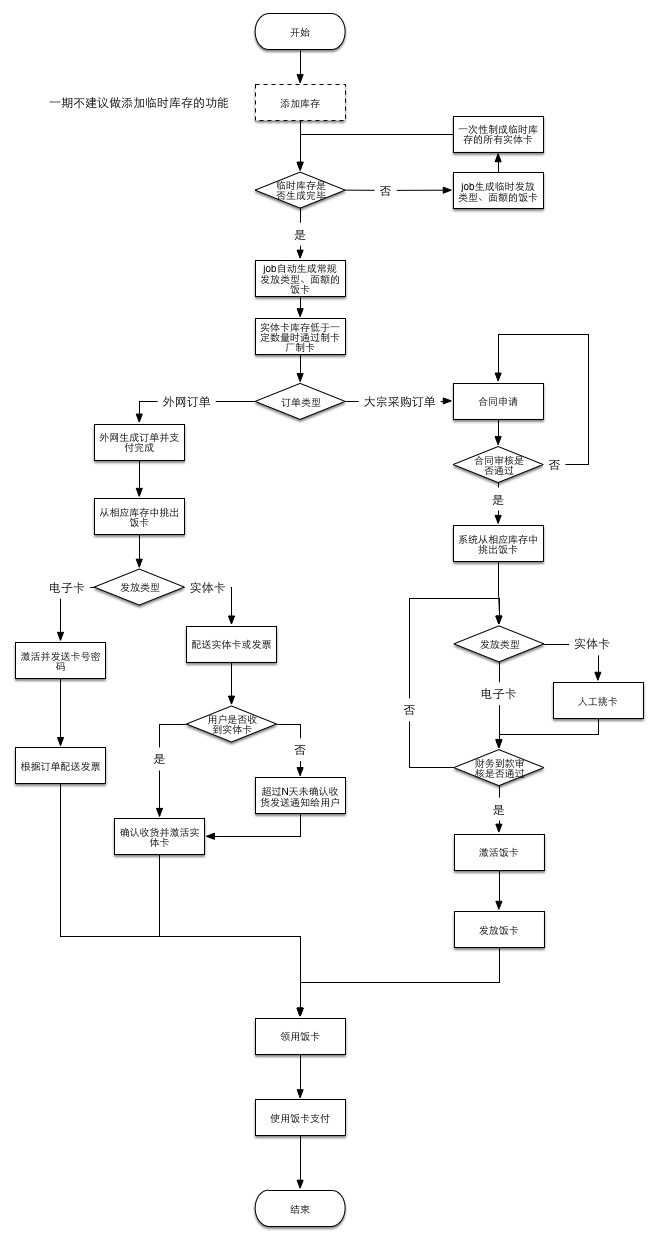 开始
一期不建议做添加临时库存的功能
添加库存
一次性制成临时库
存的所有实体卡
临时库存是
否生成完毕
否
job生成临时发放
类型、面额的饭卡
是
job自动生成常规
发放类型、面额的
饭卡
实体卡库存低于一
定数量时通过制卡
厂制卡
外网订单
订单类型
大宗采购订单
合同申请
外网生成订单并支
付完成
合同审核是
否通过
否
是
从相应库存中挑出
饭卡
系统从相应库存中
挑出饭卡
电子卡
发放类型
实体卡
配送实体卡或发票
发放类型
实体卡
激活并发送卡号密
码
电子卡
人工挑卡
否
用户是否收
到实体卡
是
否
根据订单配送发票
财务到款审
核是否通过
超过N天未确认收
货发送通知给用户
是
确认收货并激活实
体卡
激活饭卡
发放饭卡
领用饭卡
使用饭卡支付
结束